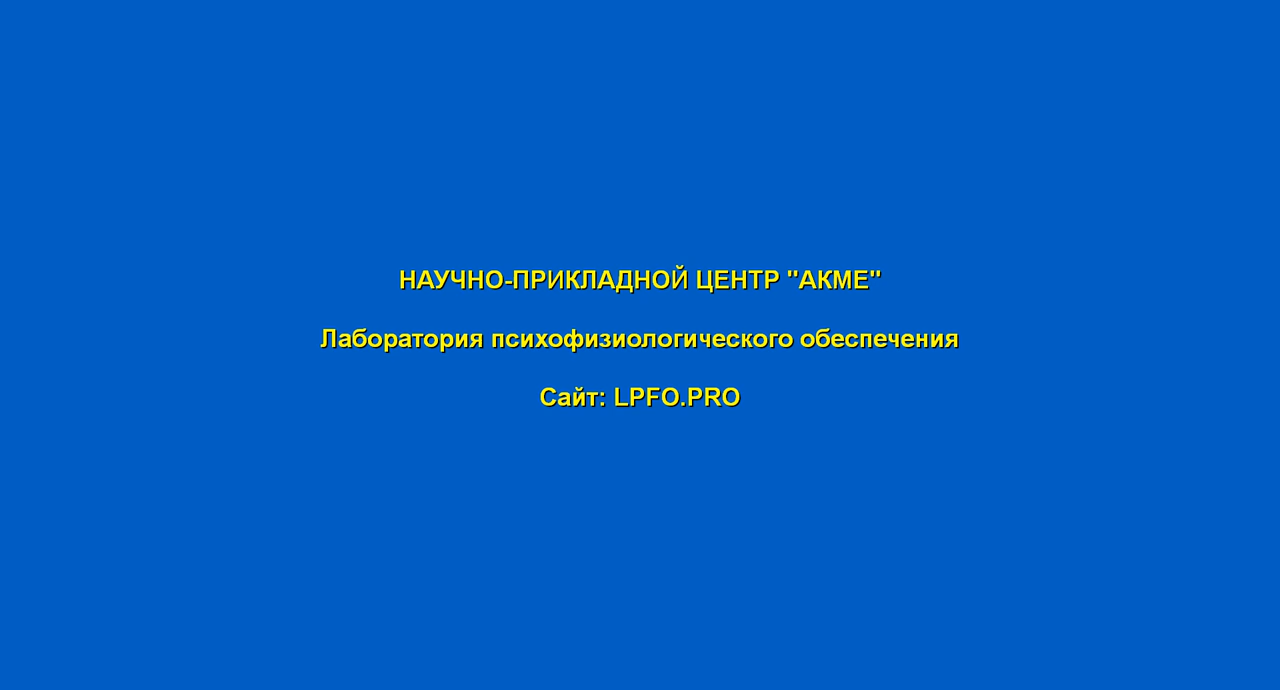 НАУЧНО-ПРИКЛАДНОЙ ЦЕНТР "АКМЕ"
Лаборатория психофизиологического обеспечения
Сайт: LPFO.PRO